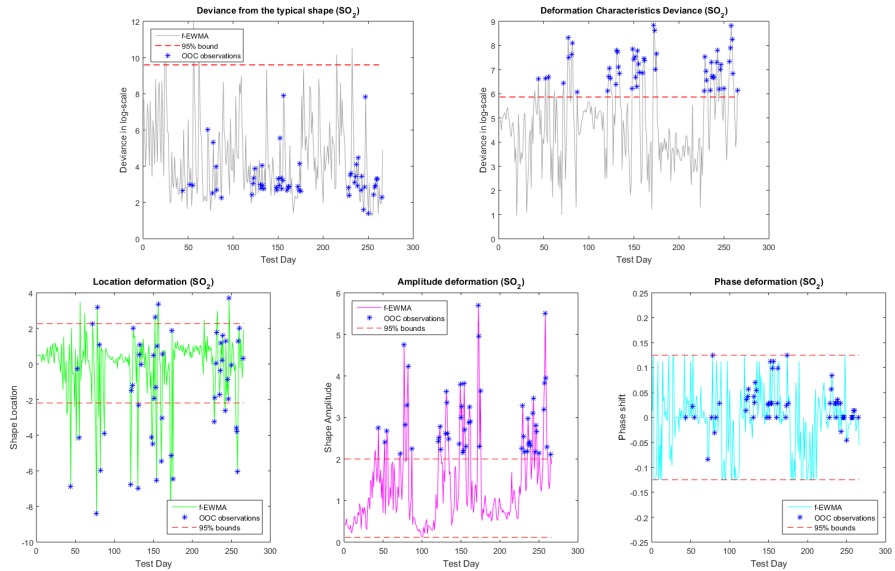 Deviance from the typical shape (SO2)
Deviance in log-scale
12
10
8
6
4
2
0
f-EWMA
95% bound
OOC observations
0 50 100 150 200 250 300
Test Day
Deformation Characteristics Deviance (SO2)
Deviance in log-scale
9
8
7
6
5
4
3
2
1
0
0 50 100 150 200 250 300
Test Day
Location deformation (SO2)
Shape Location
4
2
0
-2
-4
-6
-8
-10
f-EWMA
OOC observations
95% bounds
0 50 100 150 200 250 300
Test Day
Amplitude deformation (SO2)
Shape Amplitude
6
5
4
3
2
1
0
f-EWMA
OOC observations
95% bounds
0 50 100 150 200 250 300
Test Day
Phase deformation (SO2)
Phase shift
0.25
0.2
0.15
0.1
0.05
0
-0.05
-0.1
-0.15
-0.2
-0.25
f-EWMA
OOC observations
95% bounds
0 50 100 150 200 250 300
Test Day